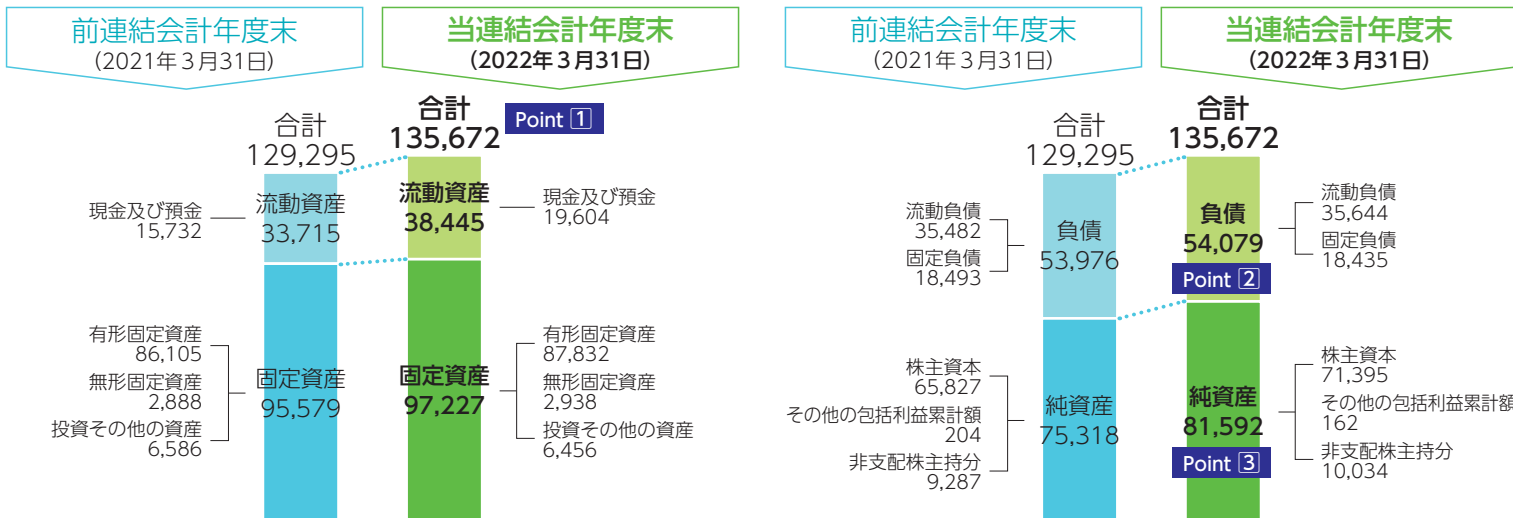 前連結会計年度末
(2021年3月31日)
当連結会計年度末
(2022年3月31日)
合計
129,295
合計
135,672
Point 1
現金及び預金
15,732
流動資産
33,715
流動資産
38,445
現金及び預金
19,604
有形固定資産
86,105
無形固定資産
2,888
投資その他の資産
6,586
固定資産
95,579
固定資産
97,227
有形固定資産
87,832
無形固定資産
2,938
投資その他の資産
6,456
前連結会計年度末
(2021年3月31日)
当連結会計年度末
(2022年3月31日)
合計
129,295
合計
135,672
流動負債
35,482
固定負債
18,493
負債
53,976
負債
54,079
Point 2
流動負債
35,644
固定負債
18,435
株主資本
65,827
その他の包括利益累計額
204
非支配株主持分
9,287
純資産
75,318
純資産
81,592
Point 3
株主資本
71,395
その他の包括利益累計額
162
非支配株主持分
10,034